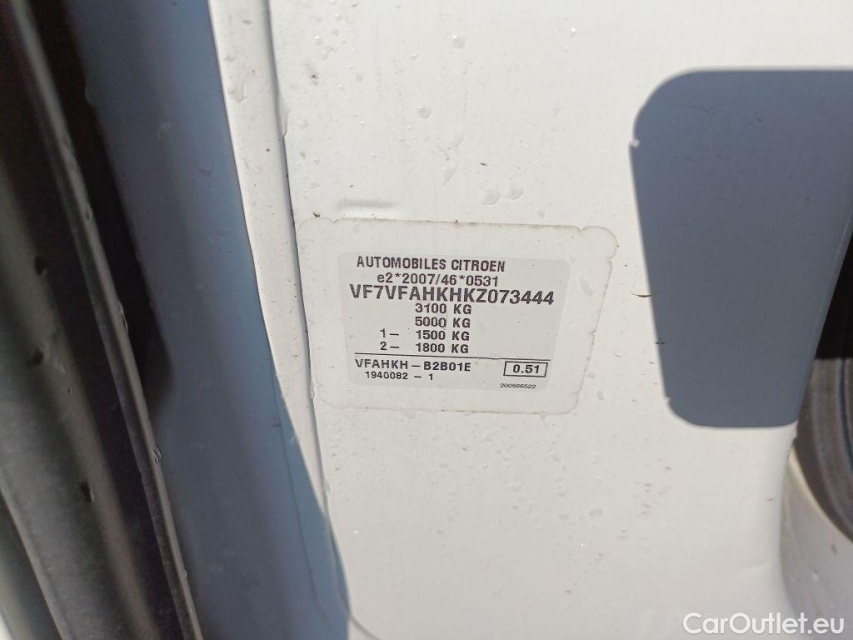 AUTOMOBILES CITROEN
e2*2007/46*0531
VF7VFAHKHKZ073444
3100 KG
5000 KG
1- 1500 KG
2- 1800 KG
VFAHKH-B2B01E 0.51
1940082 - 1 200566522
CarOutlet.eu